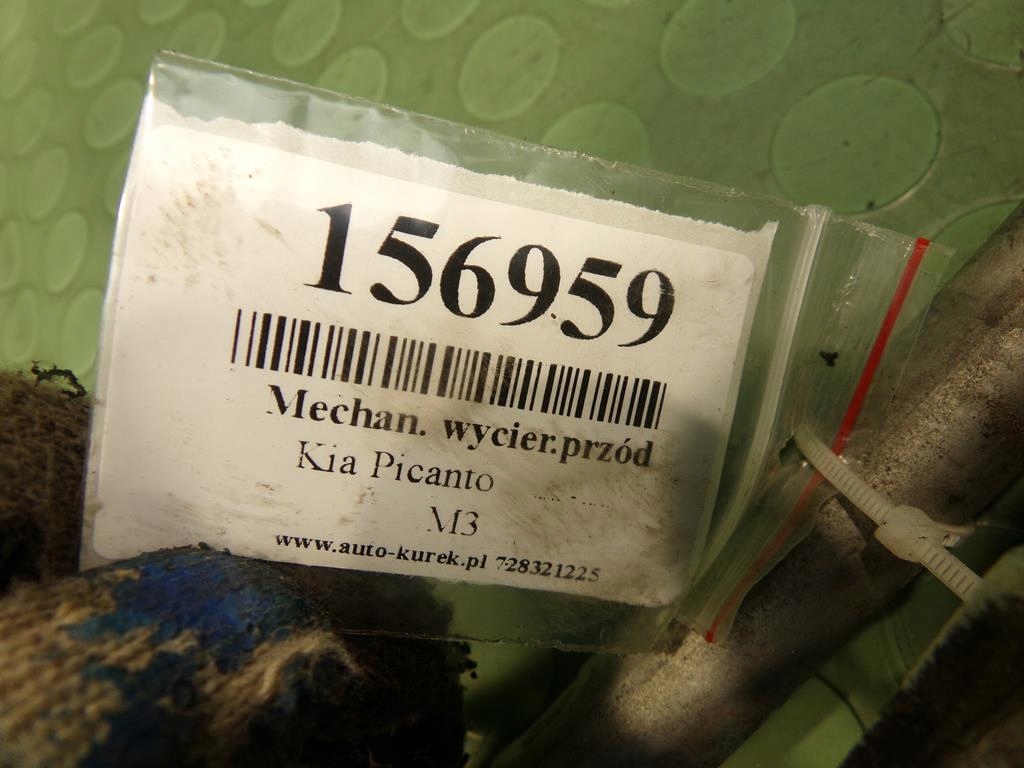 156959
Mechan. wycier.przód
Kia Picanto
M3
www.auto-kurek.pl 728321225